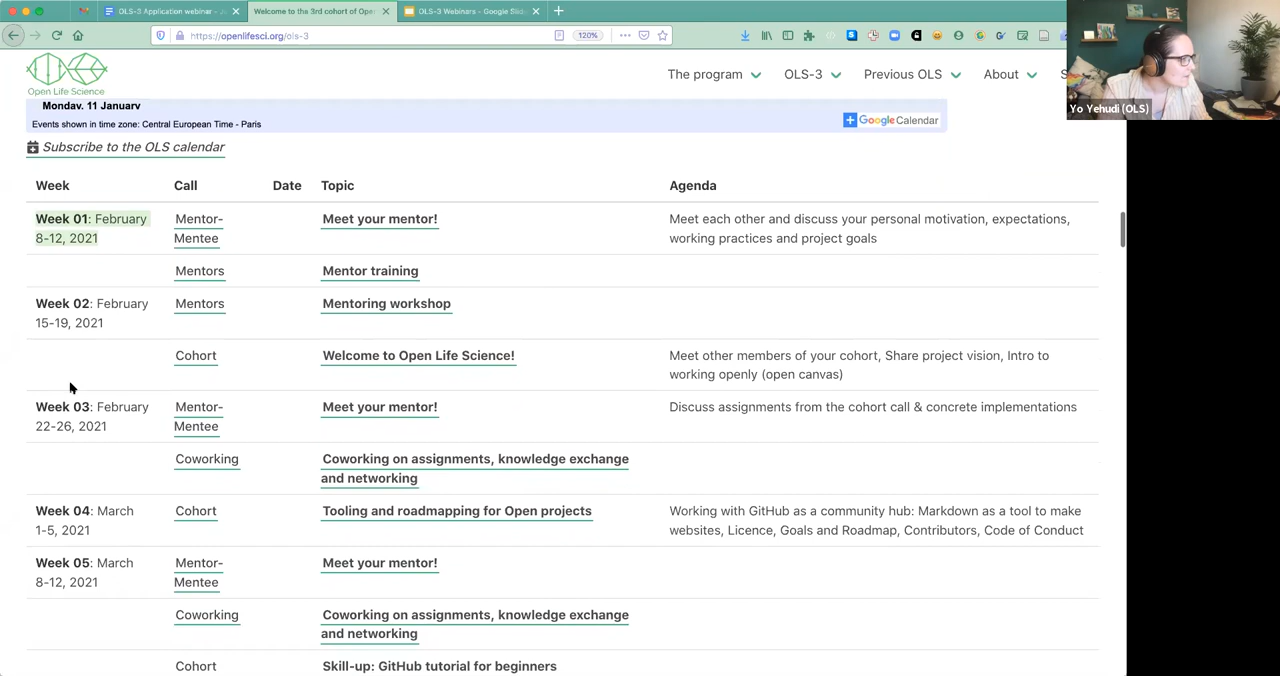 OLS-3 Application webinar -
Welcome to the 3rd cohort of Open
OLS-3 Webinars - Google Slid
https://openlifesci.org/ols-3
120%
Open Life Science
The program
OLS-3
Previous OLS
About
Yo Yehudi (OLS)
Monday, 11 January
Events shown in time zone: Central European Time - Paris
Google Calendar
Subscribe to the OLS calendar
Week Call Date Topic Agenda
Week 01: February
8-12, 2021
Mentor-
Mentee
Meet your mentor!
Meet each other and discuss your personal motivation, expectations,
working practices and project goals
Mentors
Mentor training
Week 02: February
15-19, 2021
Mentors
Mentoring workshop
Cohort
Welcome to Open Life Science!
Meet other members of your cohort, Share project vision, Intro to
working openly (open canvas)
Week 03: February
22-26, 2021
Mentor-
Mentee
Meet your mentor!
Discuss assignments from the cohort call & concrete implementations
Coworking
Coworking on assignments, knowledge exchange
and networking
Week 04: March
1-5, 2021
Cohort
Tooling and roadmapping for Open projects
Working with GitHub as a community hub: Markdown as a tool to make
websites, Licence, Goals and Roadmap, Contributors, Code of Conduct
Week 05: March
8-12, 2021
Mentor-
Mentee
Meet your mentor!
Coworking
Coworking on assignments, knowledge exchange
and networking
Cohort
Skill-up: GitHub tutorial for beginners